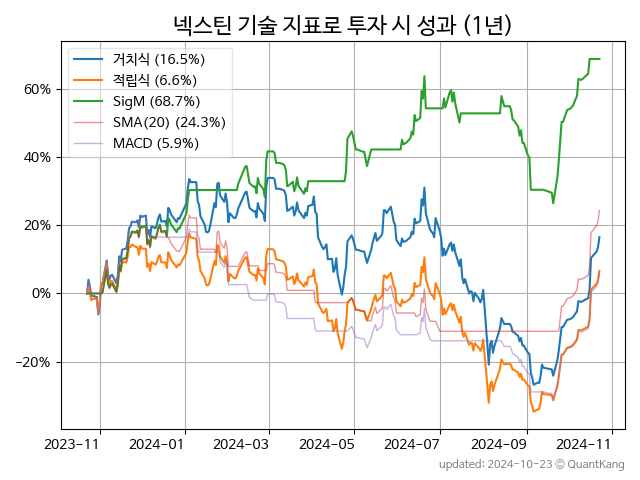 넥스틴 기술 지표로 투자 시 성과 (1년)
거치식 (16.5%)
적립식 (6.6%)
SigM (68.7%)
SMA(20) (24.3%)
MACD (5.9%)
60%
40%
20%
0%
−20%
2023-11
2024-01
2024-03
2024-05
2024-07
2024-09
2024-11
updated: 2024-10-23 ⓒ QuantKang